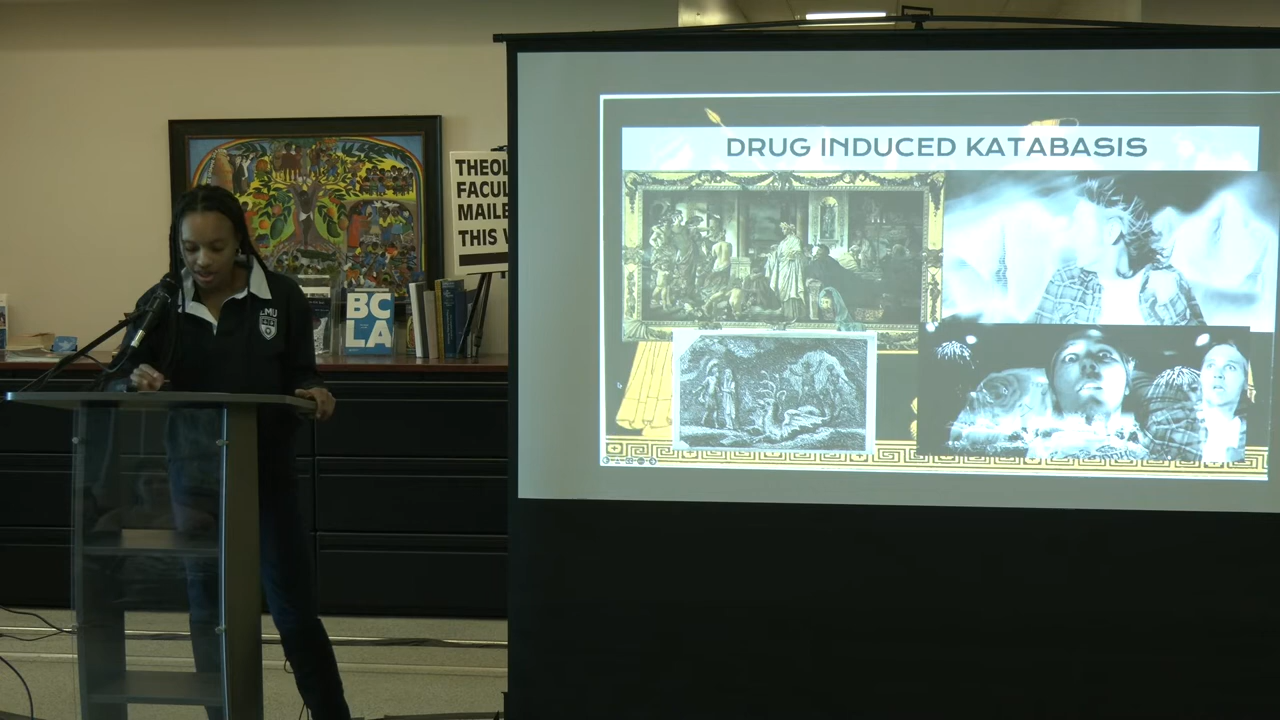 DRUG INDUCED KATABASIS
THEOL
FACUL
MAILE
THIS
BC
LA
LMU